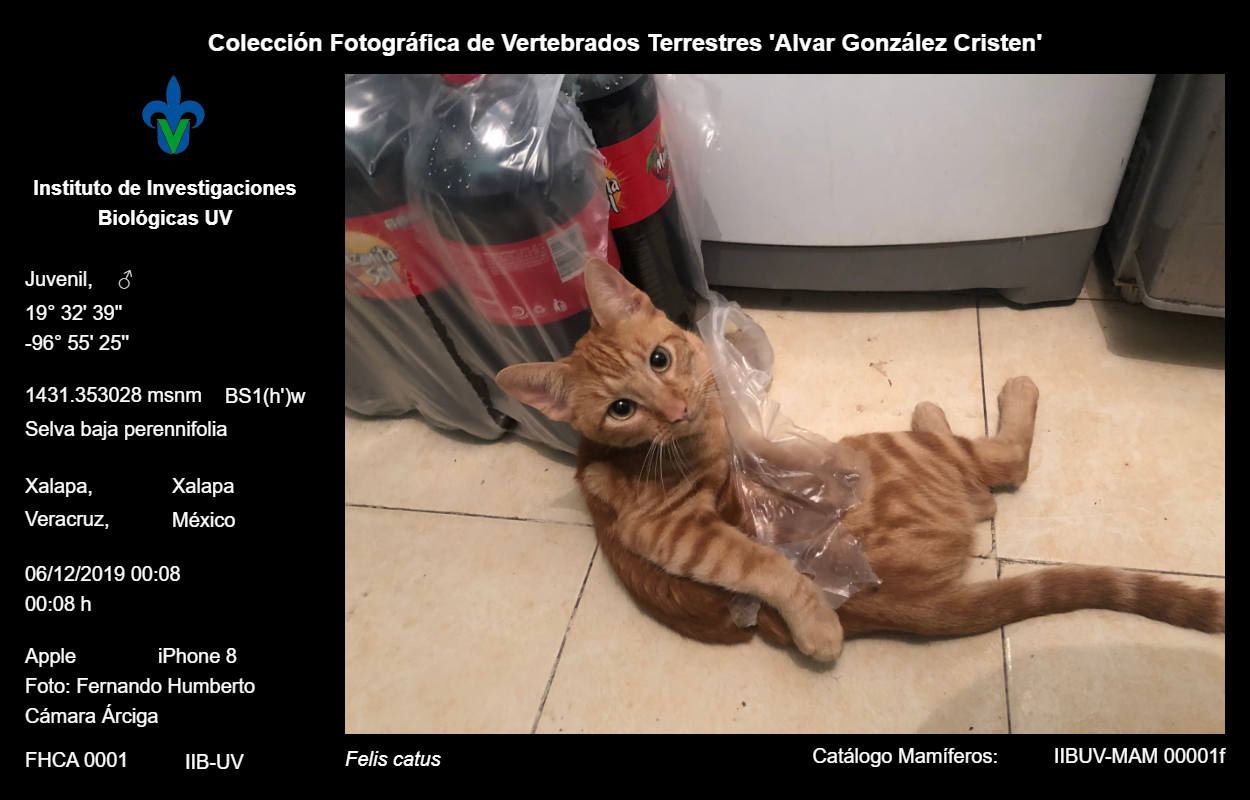 Colección Fotográfica de Vertebrados Terrestres 'Alvar González Cristen'
Instituto de Investigaciones
Biológicas UV
Juvenil, ♂
19° 32' 39"
-96° 55' 25"
1431.353028 msnm BS1(h')w
Selva baja perennifolia
Xalapa, Xalapa
Veracruz, México
06/12/2019 00:08
00:08 h
Apple iPhone 8
Foto: Fernando Humberto
Cámara Árciga
FHCA 0001 IIB-UV
Felis catus
Catálogo Mamíferos: IIBUV-MAM 00001f
Sol